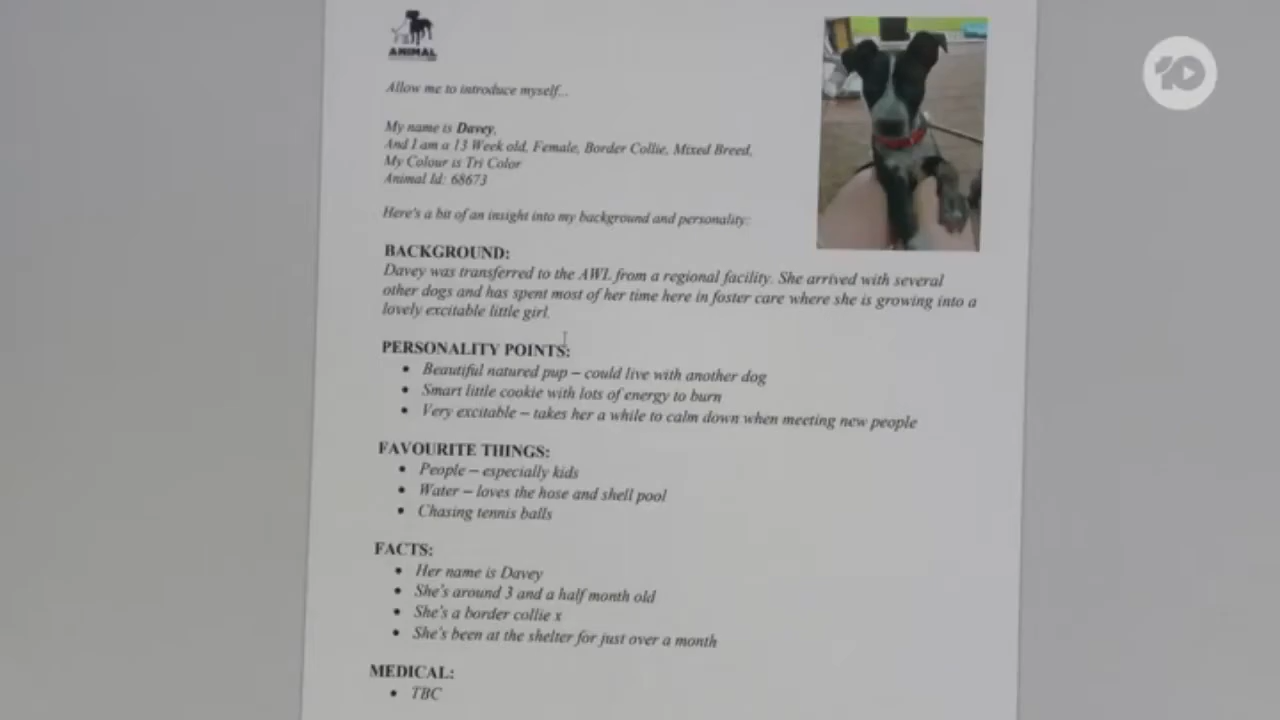 10
ANIMAL
Allow me to introduce myself...
My name is Davey,
And I am a 13 Week old, Female, Border Collie, Mixed Breed,
My Colour is Tri Color
Animal Id: 68673
Here's a bit of an insight into my background and personality:
BACKGROUND:
Davey was transferred to the AWL from a regional facility. She arrived with several
other dogs and has spent most of her time here in foster care where she is growing into a
lovely excitable little girl.
PERSONALITY POINTS:
• Beautiful natured pup – could live with another dog
• Smart little cookie with lots of energy to burn
• Very excitable – takes her a while to calm down when meeting new people
FAVOURITE THINGS:
• People – especially kids
• Water – loves the hose and shell pool
• Chasing tennis balls
FACTS:
• Her name is Davey
• She's around 3 and a half month old
• She's a border collie x
• She's been at the shelter for just over a month
MEDICAL:
• TBC